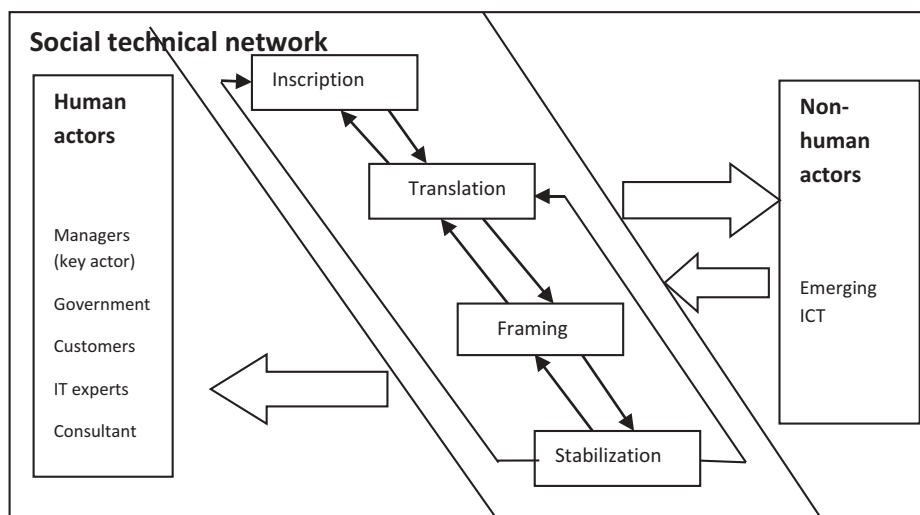 Social technical network
Human
actors
Managers
(key actor)
Government
Customers
IT experts
Consultant
Inscription
Translation
Framing
Stabilization
Non-
human
actors
Emerging
ICT